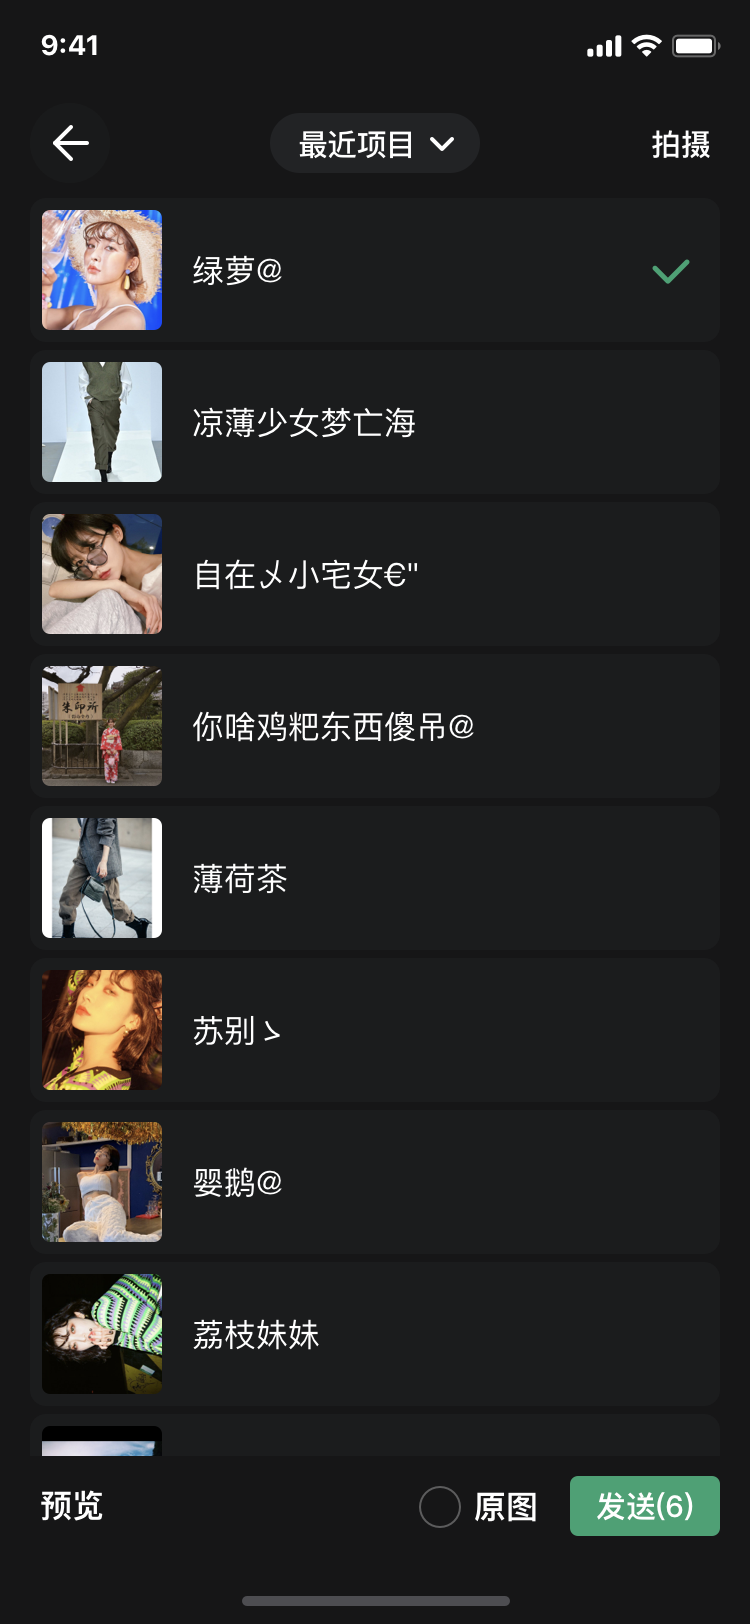 9:41
最近项目
拍摄
绿萝@
凉薄少女梦亡海
自在乄小宅女€"
朱印所
你啥鸡粑东西傻吊@
薄荷茶
苏别ゝ
婴鹅@
荔枝妹妹
预览
原图
发送(6)